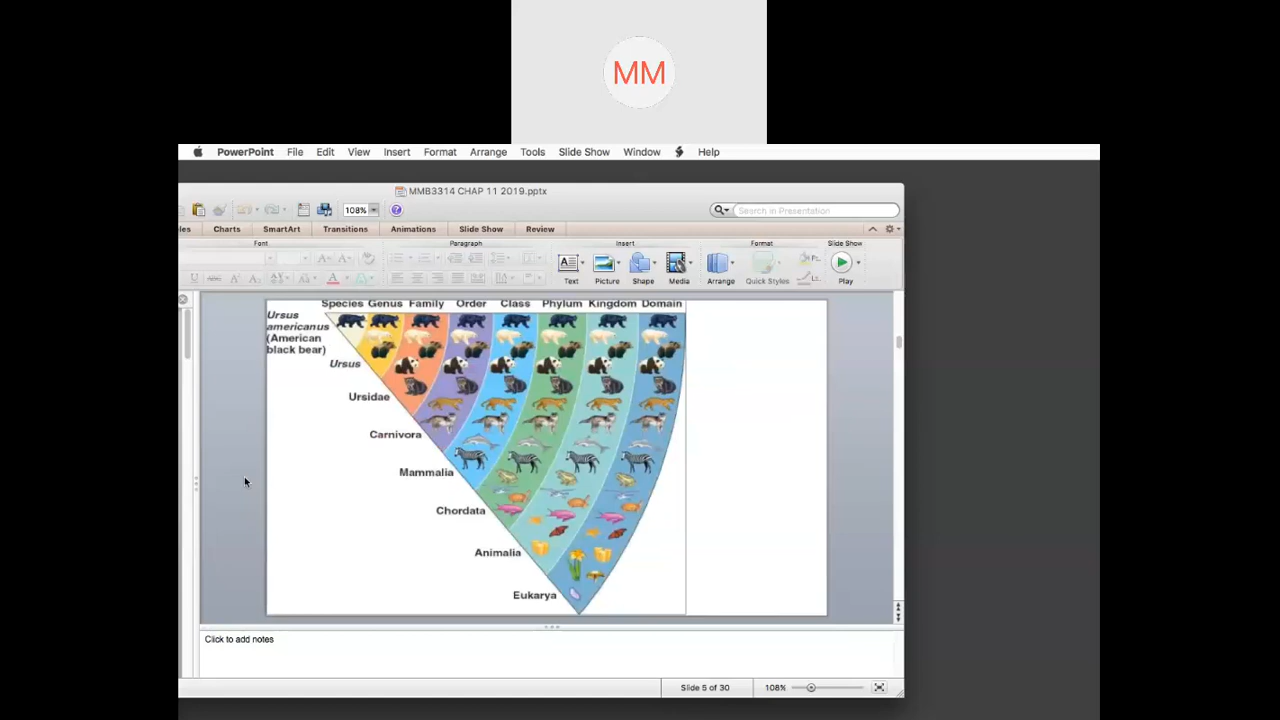 MM
PowerPoint File Edit View Insert Format Arrange Tools Slide Show Window Help
MMB3314 CHAP 11 2019.pptx
108% Search in Presentation
Charts SmartArt Transitions Animations Slide Show Review
Font Paragraph Insert Format Slide Show
Text Picture Shape Media Arrange Quick Styles Play
Species Genus Family Order Class Phylum Kingdom Domain
Ursus
americanus
(American
black bear)
Ursus
Ursidae
Carnivora
Mammalia
Chordata
Animalia
Eukarya
Click to add notes
Slide 5 of 30 108%